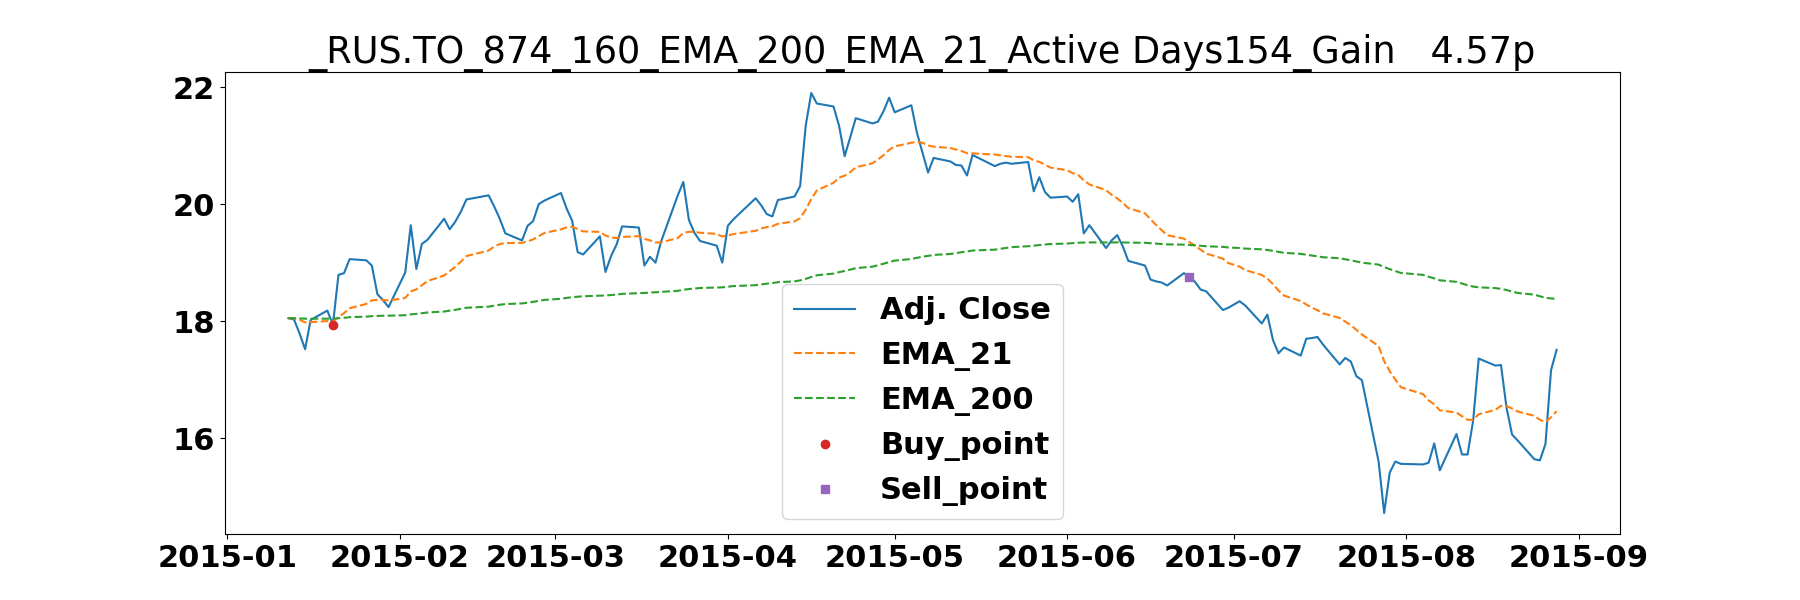 _RUS.TO_874_160_EMA_200_EMA_21_Active Days154_Gain   4.57p
22
20
18
16
Adj. Close
EMA_21
EMA_200
Buy_point
Sell_point
2015-01 2015-02 2015-03 2015-04 2015-05 2015-06 2015-07 2015-08 2015-09